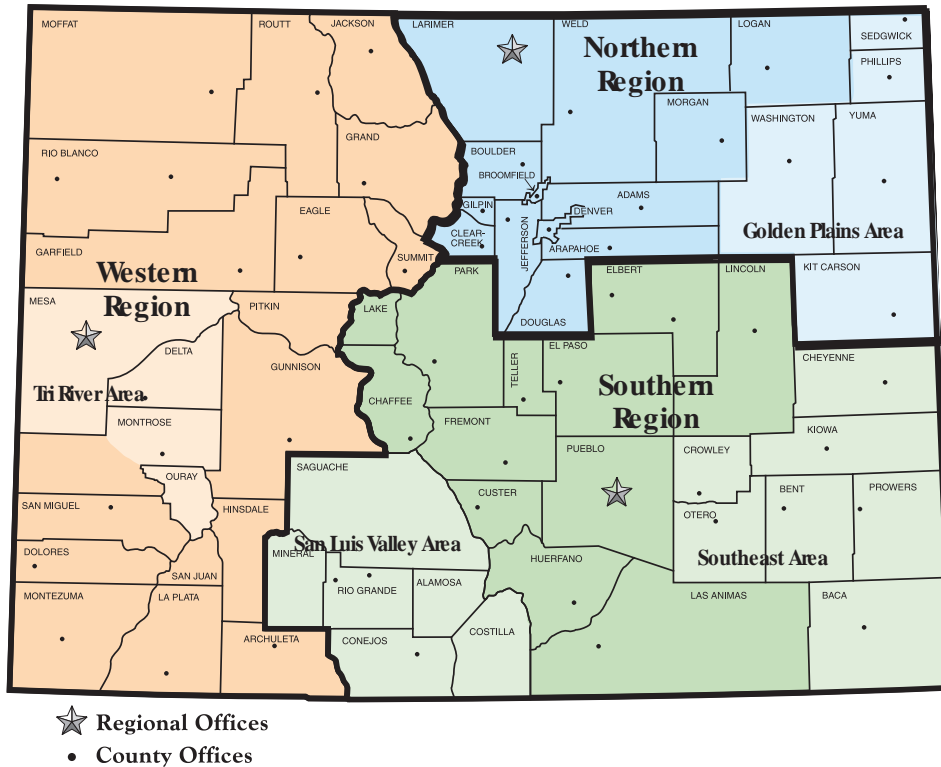 MOFFAT
ROUTT
JACKSON
LARIMER
WELD
LOGAN
SEDGWICK
PHILLIPS
Northern
Region
MORGAN
WASHINGTON
YUMA
GRAND
RIO BLANCO
BOULDER
BROOMFIELD
GILPIN
ADAMS
DENVER
EAGLE
CLEAR-
CREEK
JEFFERSON
ARAPAHOE
Golden Plains Area
GARFIELD
SUMMIT
PARK
ELBERT
LINCOLN
KIT CARSON
Western
Region
MESA
PITKIN
LAKE
DOUGLAS
DELTA
GUNNISON
TELLER
EL PASO
CHEYENNE
Tri River Area
CHAFFEE
Southern
Region
MONTROSE
FREMONT
KIOWA
PUEBLO
CROWLEY
OURAY
SAGUACHE
CUSTER
BENT
PROWERS
SAN MIGUEL
HINSDALE
OTERO
San Luis Valley Area
MINERAL
DOLORES
HUERFANO
Southeast Area
SAN JUAN
RIO GRANDE
ALAMOSA
MONTEZUMA
LA PLATA
LAS ANIMAS
BACA
ARCHULETA
CONEJOS
COSTILLA
Regional Offices
• County Offices